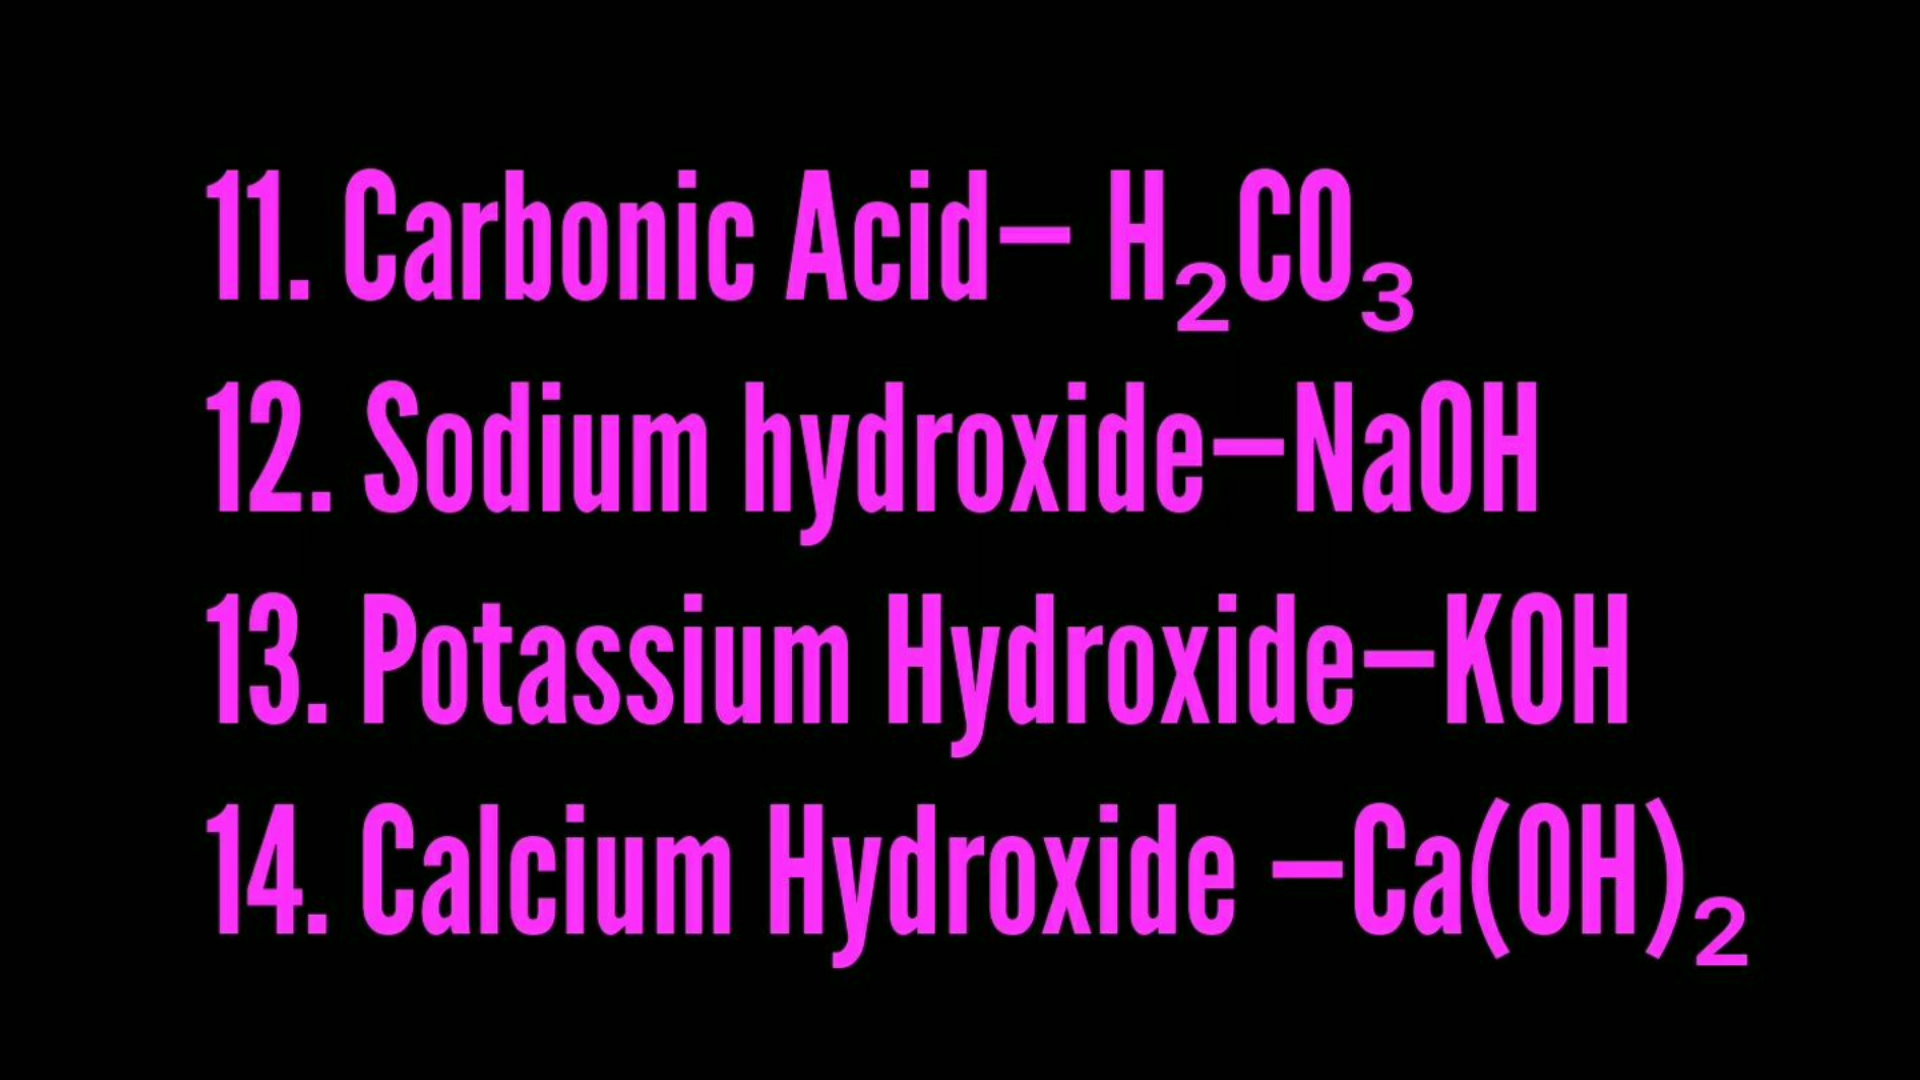 11. Carbonic Acid– H₂CO₃
12. Sodium hydroxide–NaOH
13. Potassium Hydroxide–KOH
14. Calcium Hydroxide –Ca(OH)₂